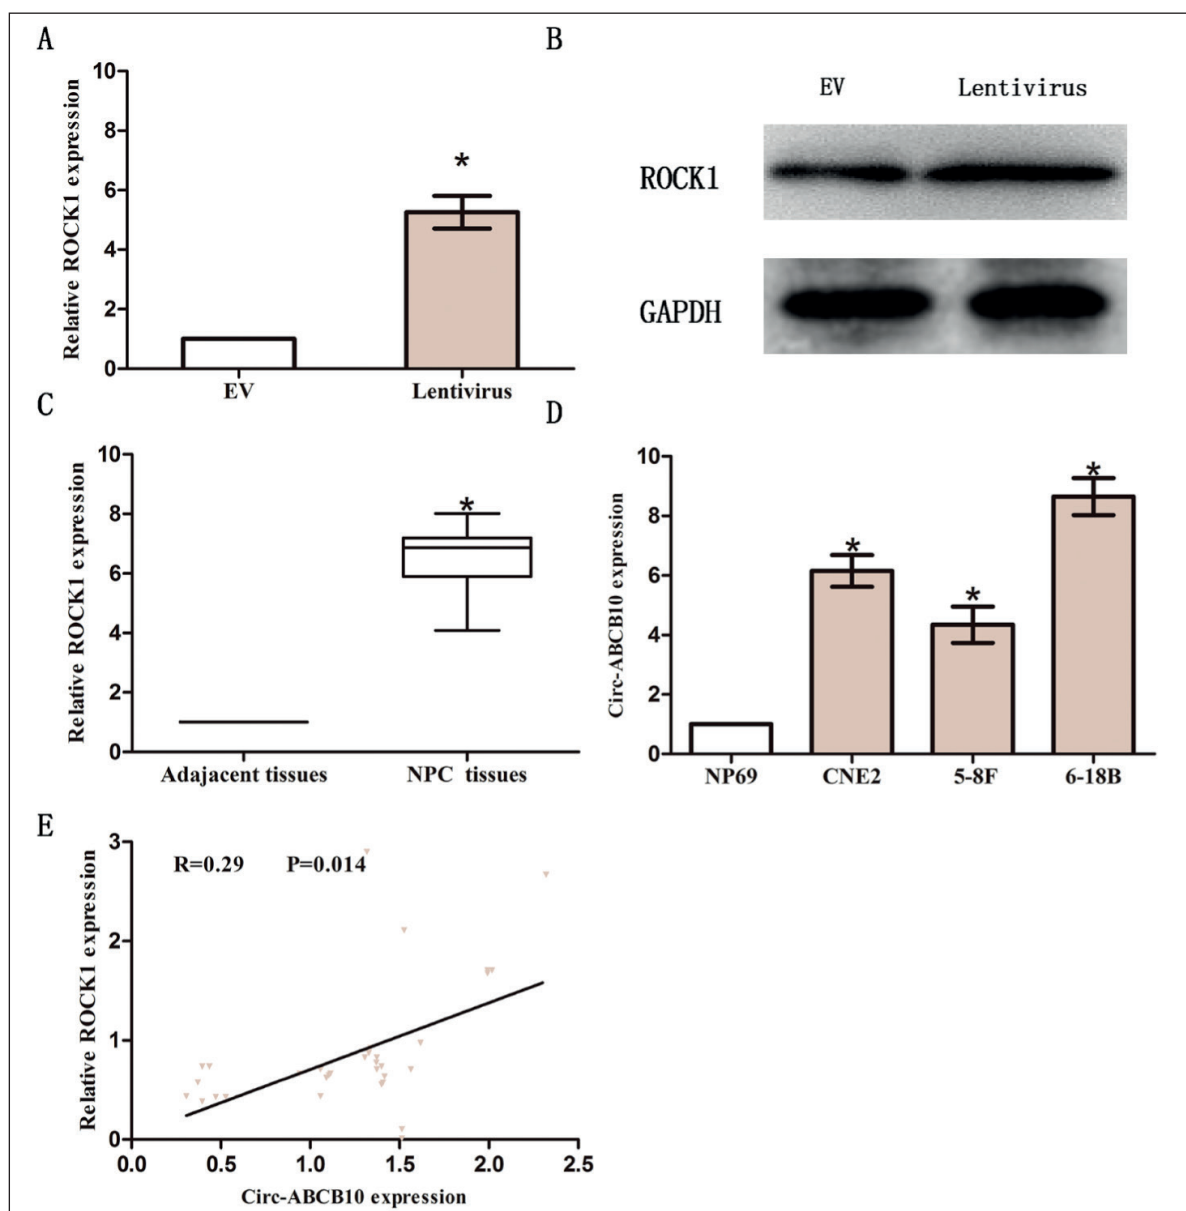 A
Relative ROCK1 expression
10
8
6
4
2
0
*
EV
Lentivirus
B
EV Lentivirus
ROCK1
GAPDH
C
Relative ROCK1 expression
10
8
6
4
2
0
*
Adajacent tissues
NPC tissues
D
Circ-ABCB10 expression
10
8
6
4
2
0
*
*
*
NP69
CNE2
5-8F
6-18B
E
Relative ROCK1 expression
3
2
1
0
R=0.29 P=0.014
0.0 0.5 1.0 1.5 2.0 2.5
Circ-ABCB10 expression